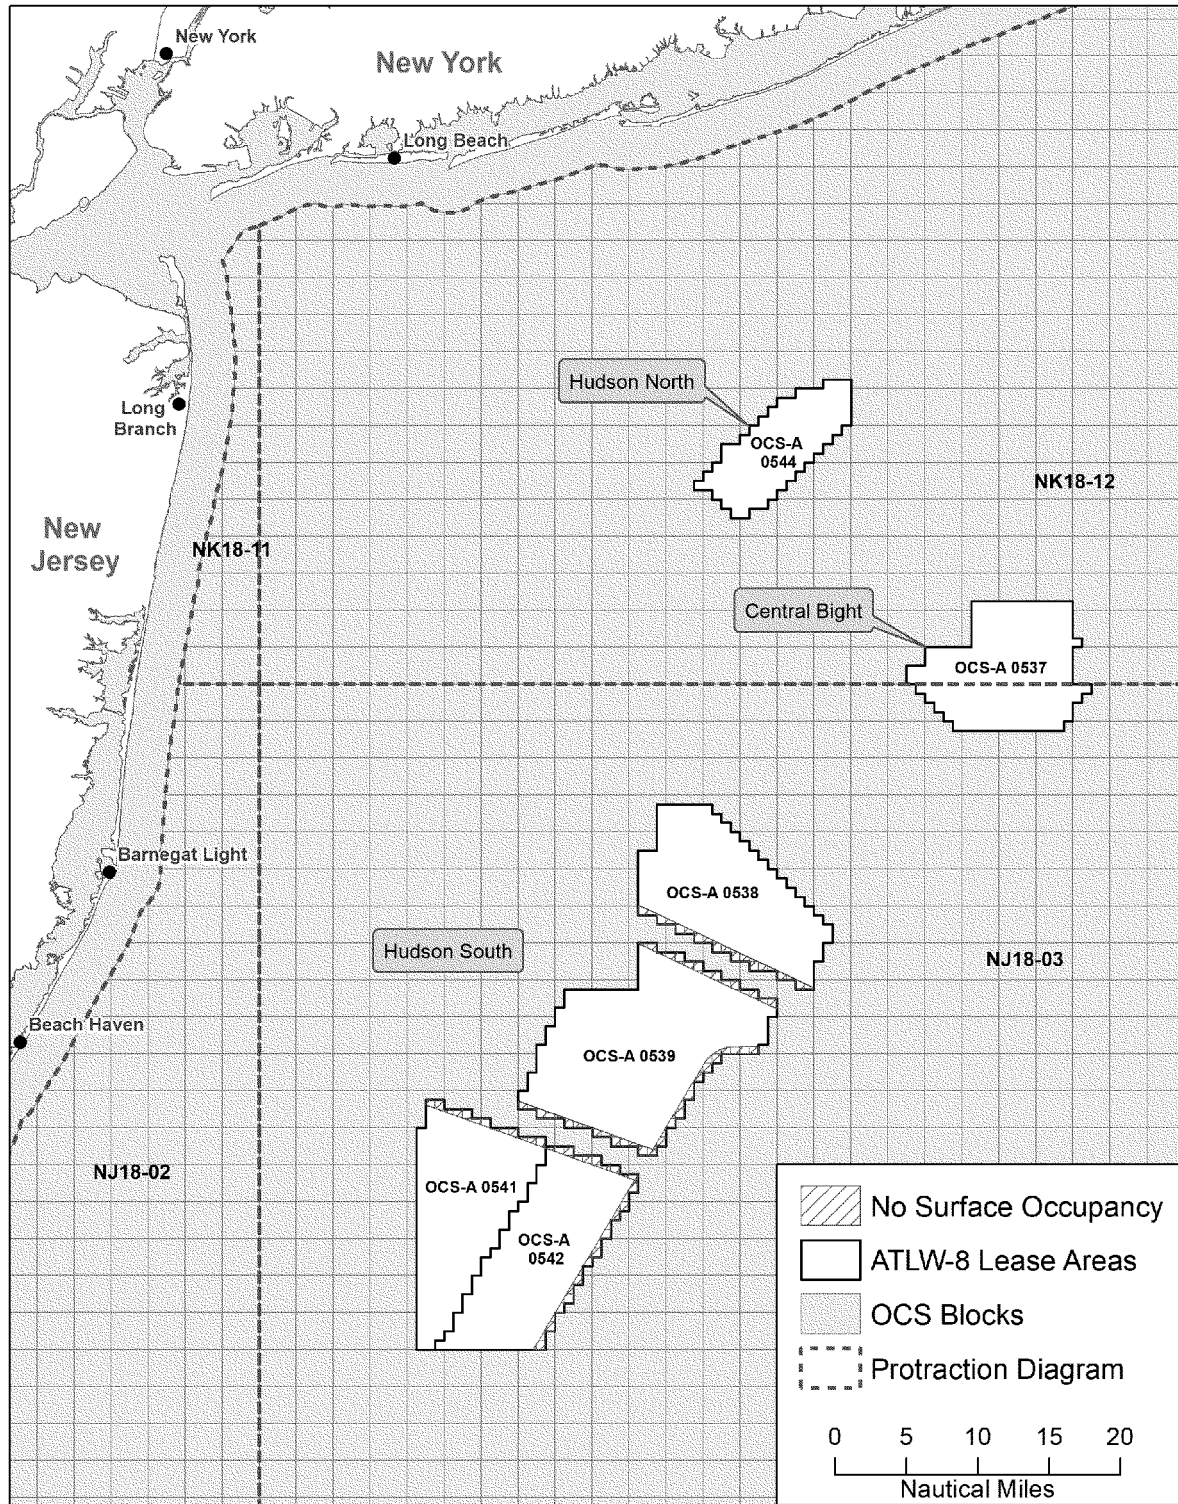 New York
New York
Long Beach
Hudson North
Long
Branch
OCS-A
0544
NK18-12
New
Jersey
NK18-11
Central Bight
OCS-A 0537
Barnegat Light
OCS-A 0538
Hudson South
NJ18-03
Beach Haven
OCS-A 0539
NJ18-02
OCS-A 0541
OCS-A
0542
No Surface Occupancy
ATLW-8 Lease Areas
OCS Blocks
Protraction Diagram
0 5 10 15 20
Nautical Miles